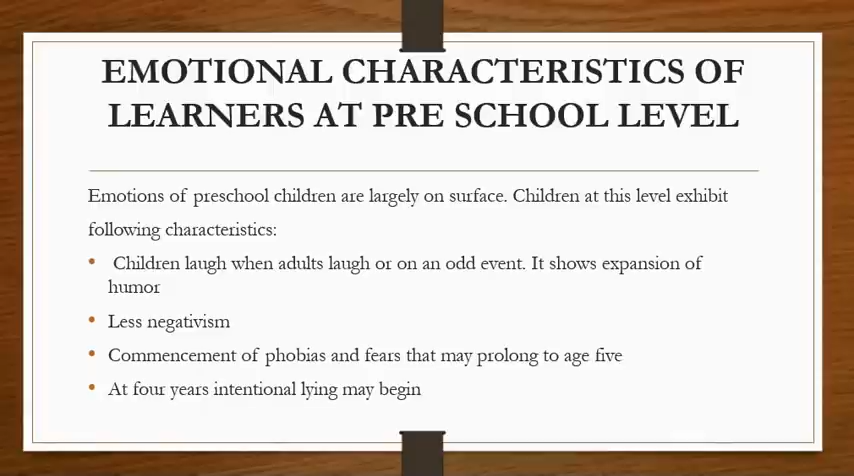 EMOTIONAL CHARACTERISTICS OF
LEARNERS AT PRE SCHOOL LEVEL
Emotions of preschool children are largely on surface. Children at this level exhibit
following characteristics:
• Children laugh when adults laugh or on an odd event. It shows expansion of
humor
• Less negativism
• Commencement of phobias and fears that may prolong to age five
• At four years intentional lying may begin